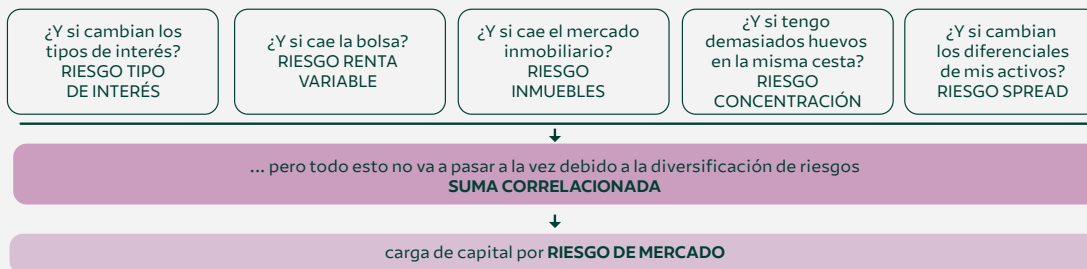 ¿Y si cambian los
tipos de interés?
RIESGO TIPO
DE INTERÉS
¿Y si cae la bolsa?
RIESGO RENTA
VARIABLE
¿Y si cae el mercado
inmobiliario?
RIESGO
INMUEBLES
¿Y si tengo
demasiados huevos
en la misma cesta?
RIESGO
CONCENTRACIÓN
¿Y si cambian
los diferenciales
de mis activos?
RIESGO SPREAD
... pero todo esto no va a pasar a la vez debido a la diversificación de riesgos
SUMA CORRELACIONADA
carga de capital por RIESGO DE MERCADO